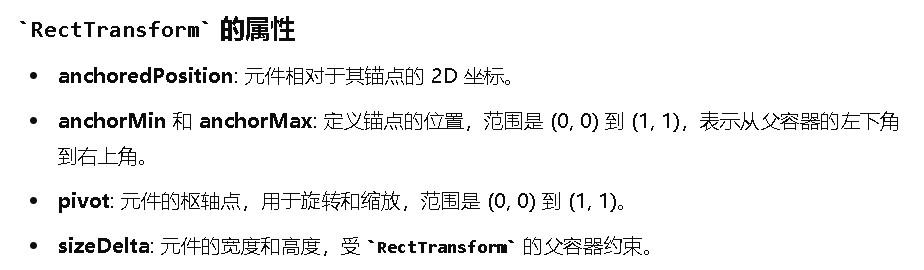 `RectTransform` 的属性
• anchoredPosition: 元件相对于其锚点的 2D 坐标。
• anchorMin 和 anchorMax: 定义锚点的位置，范围是 (0, 0) 到 (1, 1)，表示从父容器的左下角
到右上角。
• pivot: 元件的枢轴点，用于旋转和缩放，范围是 (0, 0) 到 (1, 1)。
• sizeDelta: 元件的宽度和高度，受 `RectTransform` 的父容器约束。